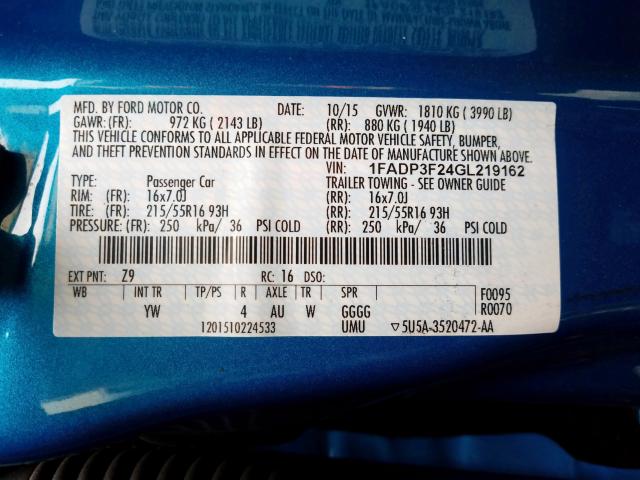 MFD. BY FORD MOTOR CO. DATE: 10/15 GVWR: 1810 KG ( 3990 LB)
GAWR: (FR): 972 KG ( 2143 LB) (RR): 880 KG ( 1940 LB)
THIS VEHICLE CONFORMS TO ALL APPLICABLE FEDERAL MOTOR VEHICLE SAFETY, BUMPER,
AND THEFT PREVENTION STANDARDS IN EFFECT ON THE DATE OF MANUFACTURE SHOWN ABOVE.
VIN: 1FADP3F24GL219162
TYPE: Passenger Car TRAILER TOWING - SEE OWNER GUIDE
RIM: (FR): 16x7.0J (RR): 16x7.0J
TIRE: (FR): 215/55R16 93H (RR): 215/55R16 93H
PRESSURE: (FR): 250 kPa/ 36 PSI COLD (RR): 250 kPa/ 36 PSI COLD
EXT PNT: Z9 RC: 16 DSO:
WB INT TR TP/PS R AXLE TR SPR F0095
YW 4 AU W GGGG R0070
1201510224533 UMU ▽5U5A-3520472-AA